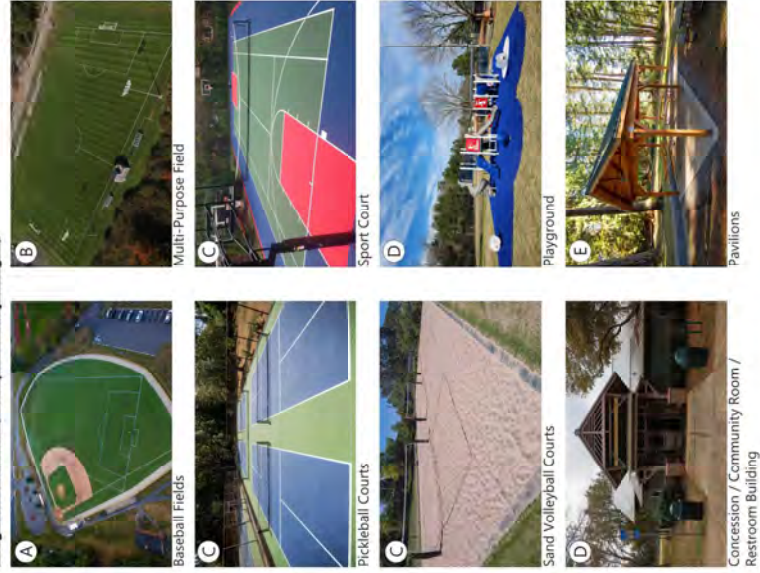 A
B
Baseball Fields
Multi-Purpose Field
C
C
Pickleball Courts
Sport Court
C
D
Sand Volleyball Courts
Playground
D
E
Concession / Community Room /
Restroom Building
Pavilions